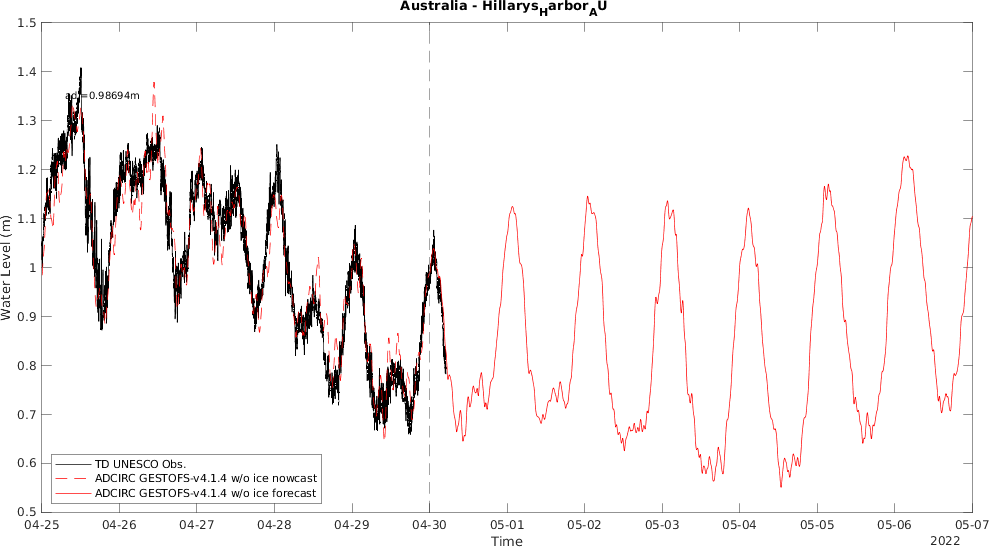 Australia - HillarysHarborAU
1.5
1.4
1.3
1.2
1.1
1
0.9
0.8
0.7
0.6
0.5
Water Level (m)
adj=0.98694m
TD UNESCO Obs.
ADCIRC GESTOFS-v4.1.4 w/o ice nowcast
ADCIRC GESTOFS-v4.1.4 w/o ice forecast
04-25 04-26 04-27 04-28 04-29 04-30 05-01 05-02 05-03 05-04 05-05 05-06 05-07
Time
2022